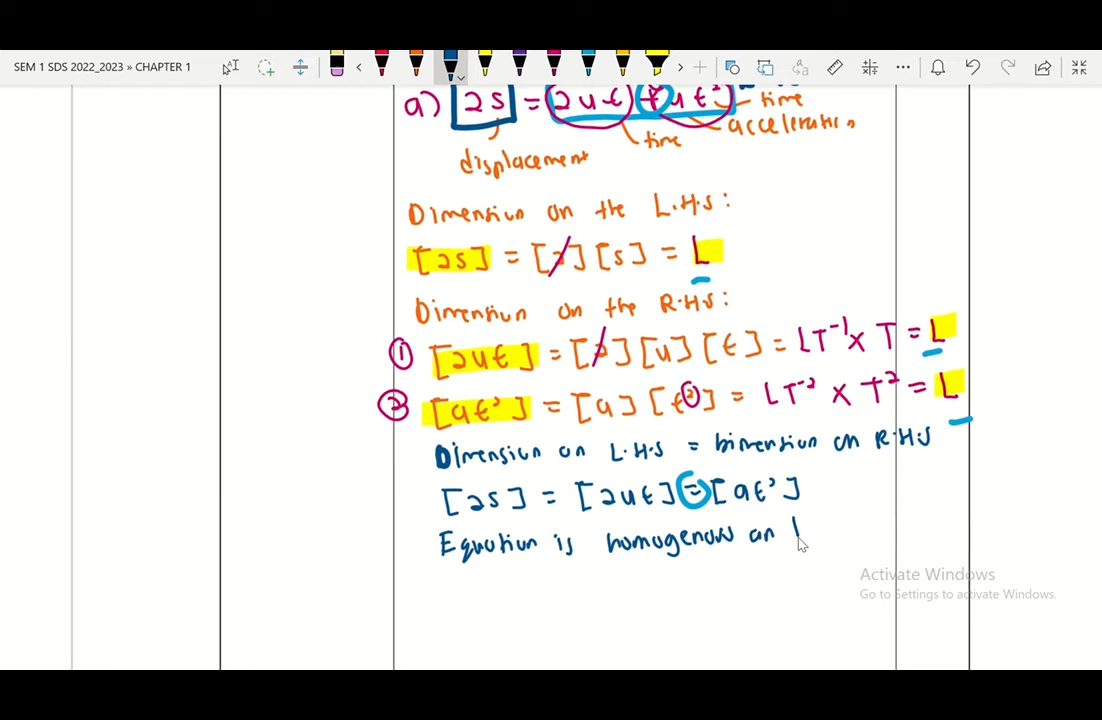 SEM 1 SDS 2022_2023 » CHAPTER 1
a) 2s = 2ut + at²
time
acceleration
time
displacement
Dimension on the L.H.S :
[2s] = [2][s] = L
Dimension on the R.H.S :
① [2ut] = [2][u][t] = LT⁻¹ x T = L
② [at²] = [a][t²] = LT⁻² x T² = L
Dimension on L.H.S = Dimension on R.H.S
[2s] = [2ut] = [at²]
Equation is homogenous an
Activate Windows
Go to Settings to activate Windows.